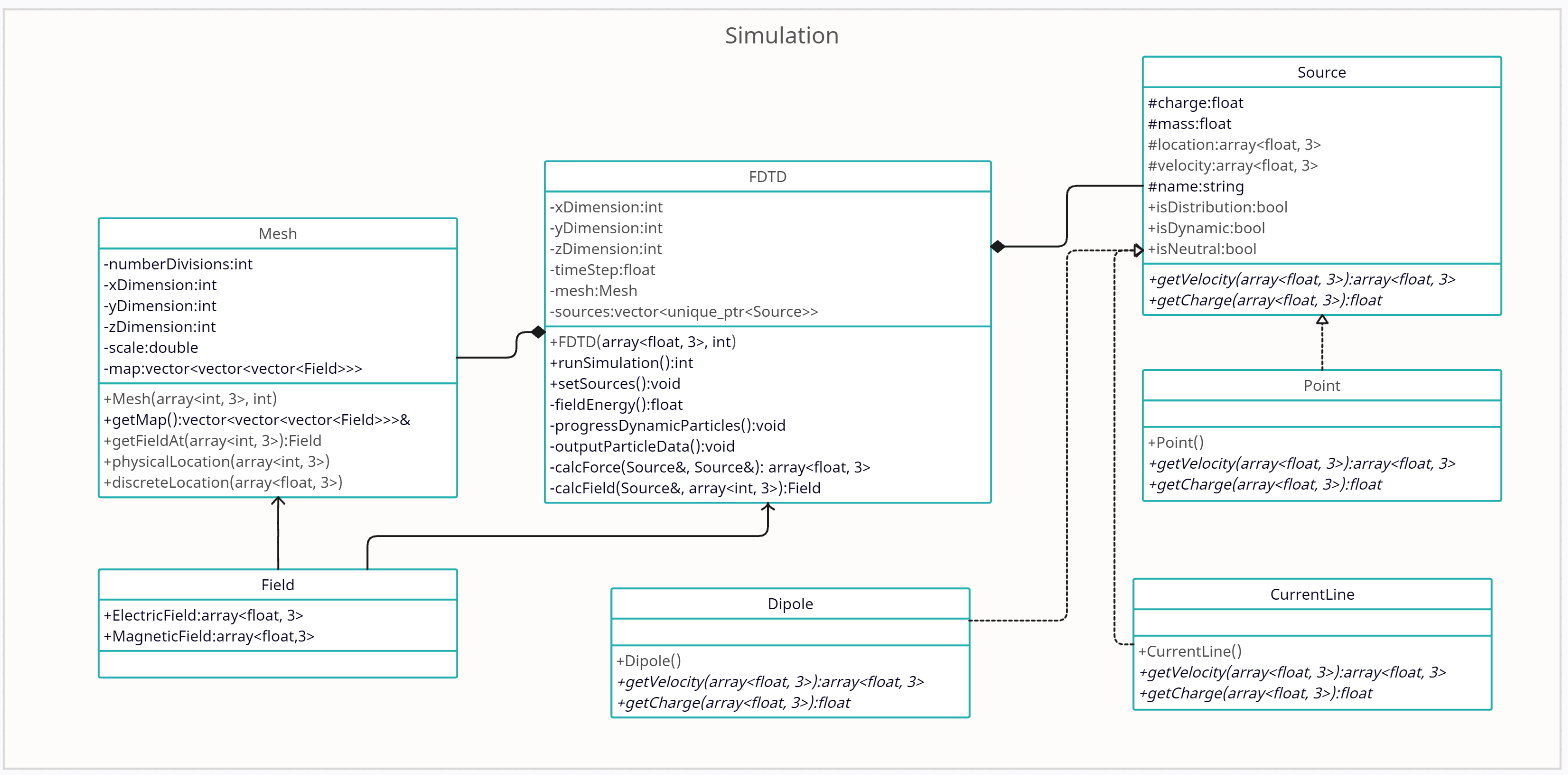 Simulation
Mesh
-numberDivisions:int
-xDimension:int
-yDimension:int
-zDimension:int
-scale:double
-map:vector<vector<vector<Field>>>
+Mesh(array<int, 3>, int)
+getMap():vector<vector<vector<Field>>>&
+getFieldAt(array<int, 3>):Field
+physicalLocation(array<int, 3>)
+discreteLocation(array<float, 3>)
FDTD
-xDimension:int
-yDimension:int
-zDimension:int
-timeStep:float
-mesh:Mesh
-sources:vector<unique_ptr<Source>>
+FDTD(array<float, 3>, int)
+runSimulation():int
+setSources():void
-fieldEnergy():float
-progressDynamicParticles():void
-outputParticleData():void
-calcForce(Source&, Source&): array<float, 3>
-calcField(Source&, array<int, 3>):Field
Source
#charge:float
#mass:float
#location:array<float, 3>
#velocity:array<float, 3>
#name:string
+isDistribution:bool
+isDynamic:bool
+isNeutral:bool
+getVelocity(array<float, 3>):array<float, 3>
+getCharge(array<float, 3>):float
Point
+Point()
+getVelocity(array<float, 3>):array<float, 3>
+getCharge(array<float, 3>):float
Field
+ElectricField:array<float, 3>
+MagneticField:array<float,3>
Dipole
+Dipole()
+getVelocity(array<float, 3>):array<float, 3>
+getCharge(array<float, 3>):float
CurrentLine
+CurrentLine()
+getVelocity(array<float, 3>):array<float, 3>
+getCharge(array<float, 3>):float